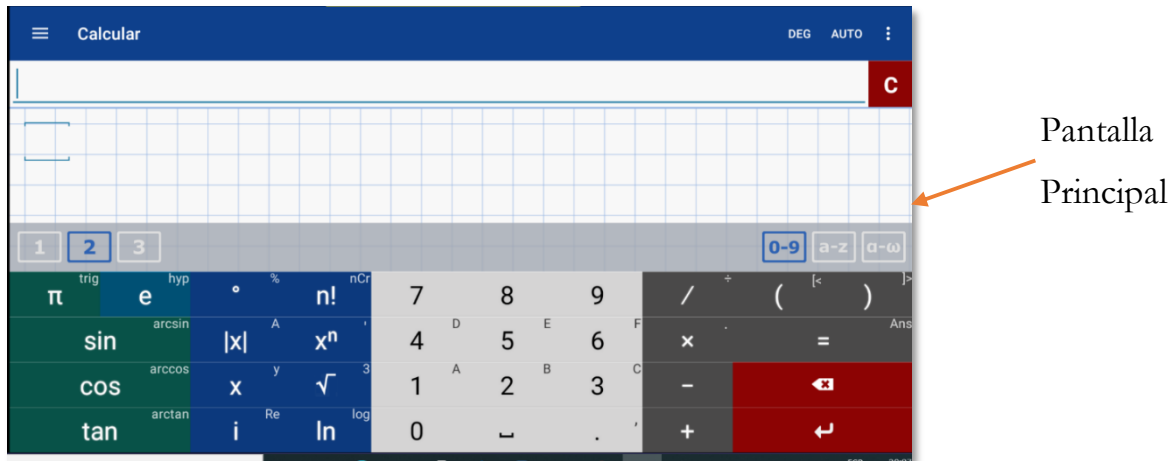 Calcular DEG AUTO
C
Pantalla
Principal
1 2 3 0-9 a-z α-ω
π trig e hyp ° % n! nCr 7 8 9 / ÷ ( [< ) ]>
sin arcsin |x| A xⁿ ' 4 D 5 E 6 F × . = Ans
cos arccos x y √ 3 1 A 2 B 3 C −
tan arctan i Re ln log 0 . ′ +